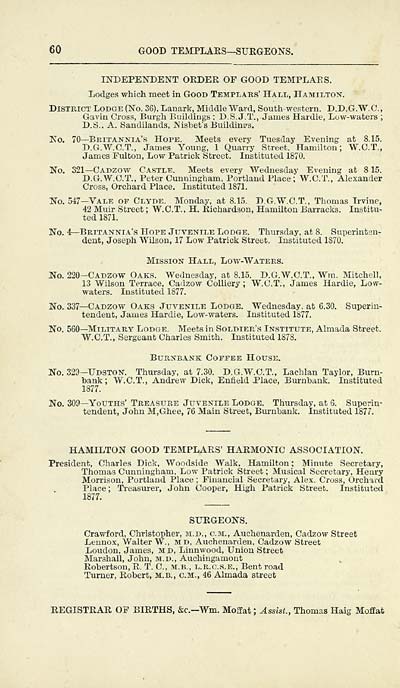 60 GOOD TEMPLARS—SURGEONS.
INDEPENDENT ORDER OF GOOD TEMPLARS.
Lodges which meet in GOOD TEMPLARS' HALL, HAMILTON.
DISTRICT LODGE (No. 36). Lanark, Middle Ward, South-western. D.D.G.W.C.,
Gavin Cross, Burgh Buildings; D.S.J.T., James Hardie, Low-waters;
D.S., A. Sandilands, Nisbet's Buildings.
No. 70—BRITANNIA'S HOPE. Meets every Tuesday Evening at 8.15.
D.G.W.C.T., James Young, 1 Quarry Street, Hamilton; W.C.T.,
James Fulton, Low Patrick Street. Instituted 1870.
No. 321—CADZOW CASTLE. Meets every Wednesday Evening at 8 15.
D.G.W.C.T., Peter Cunningham, Portland Place; W.C.T., Alexander
Cross, Orchard Place. Instituted 1871.
No. 547—VALE OF CLYDE. Monday, at 8.15. D.G.W.C.T., Thomas Irvine,
42 Muir Street; W.C.T., H. Richardson, Hamilton Barracks. Institu-
ted 1871.
No. 4—BRITANNIA'S HOPE JUVENILE LODGE. Thursday, at 8. Superinten-
dent, Joseph Wilson, 17 Low Patrick Street. Instituted 1870.
MISSION HALL, LOW-WATERS.
No. 220—CADZOW OAKS. Wednesday, at 8.15. D.G.W.C.T., Wm. Mitchell,
13 Wilson Terrace, Cadzow Colliery; W.C.T., James Hardie, Low-
waters. Instituted 1877.
No. 337—CADZOW OAKS JUVENILE LODGE. Wednesday, at 6.30. Superin-
tendent, James Hardie, Low-waters. Instituted 1877.
No. 560—MILITARY LODGE. Meets in SOLDIER'S INSTITUTE, Almada Street.
W.C.T., Sergeant Charles Smith. Instituted 1878.
BURNBANK COFFEE HOUSE.
No. 329—UDSTON. Thursday, at 7.30. D.G.W.C.T., Lachlan Taylor, Burn-
bank; W.C.T., Andrew Dick, Enfield Place, Burnbank. Instituted
1877.
No. 309—YOUTHS' TREASURE JUVENILE LODGE. Thursday, at 6. Superin-
tendent, John M,Ghee, 76 Main Street, Burnbank. Instituted 1877.
HAMILTON GOOD TEMPLARS' HARMONIC ASSOCIATION.
President, Charles Dick, Woodside Walk, Hamilton; Minute Secretary,
Thomas Cunningham, Low Patrick Street; Musical Secretary, Henry
Morrison, Portland Place; Financial Secretary, Alex. Cross, Orchard
Place; Treasurer, John Cooper, High Patrick Street. Instituted
1877.
SURGEONS.
Crawford, Christopher, M.D., C.M., Auchenarden, Cadzow Street
Lennox, Walter W., M D, Auchenarden, Cadzow Street
Loudon, James, M D, Linnwood, Union Street
Marshall, John, M.D., Auchingamont
Robertson, R. T. C., M.B., L.R.C.S.E., Bent road
Turner, Robert, M.B., C.M., 46 Almada street
REGISTRAR OF BIRTHS, &c.—Wm. Moffat; Assist., Thomas Haig Moffat